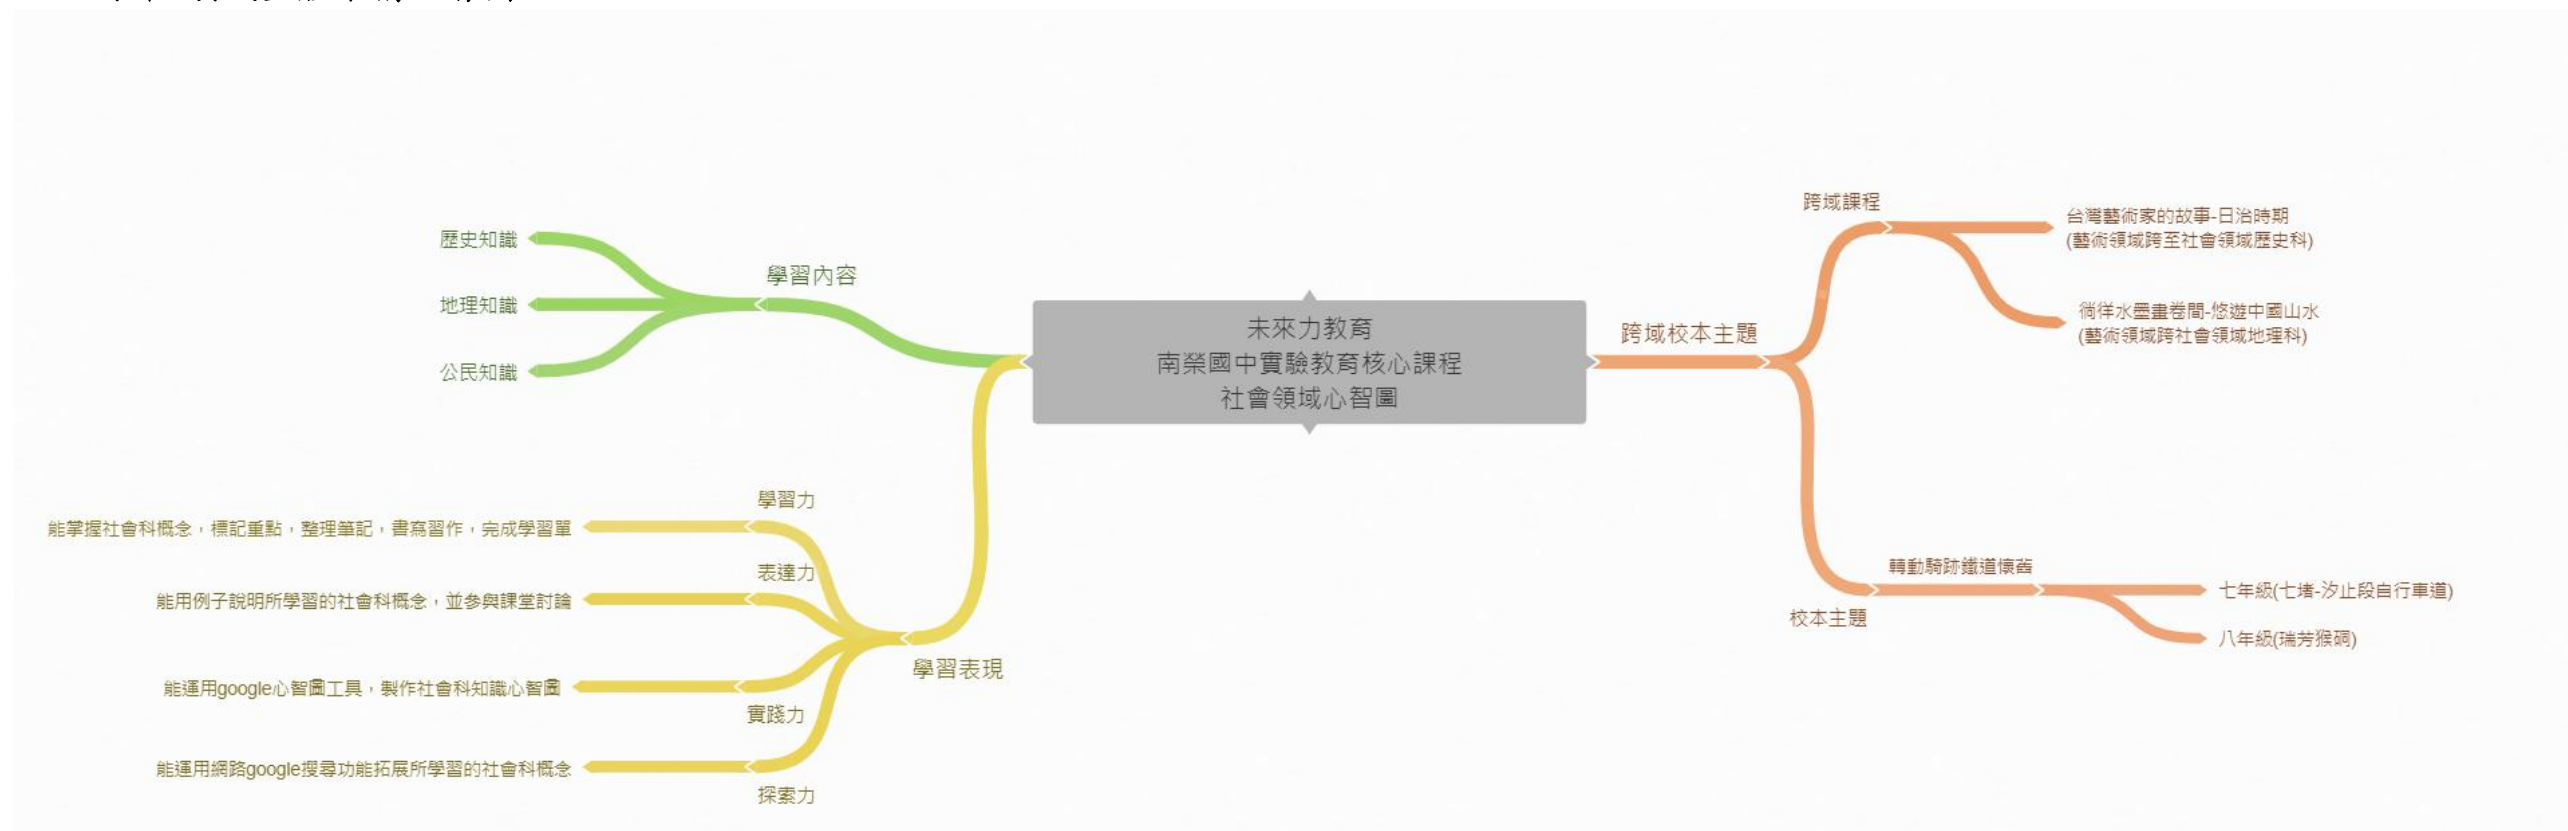 未來力教育
南榮國中實驗教育核心課程
社會領域心智圖
學習內容
歷史知識
地理知識
公民知識
學習表現
學習力
能掌握社會科概念，標記重點，整理筆記，書寫習作，完成學習單
表達力
能用例子說明所學習的社會科概念，並參與課堂討論
能運用google心智圖工具，製作社會科知識心智圖
實踐力
能運用網路google搜尋功能拓展所學習的社會科概念
探索力
跨域校本主題
跨域課程
台灣藝術家的故事-日治時期
(藝術領域跨至社會領域歷史科)
徜徉水墨畫卷間-悠遊中國山水
(藝術領域跨社會領域地理科)
校本主題
轉動騎跡鐵道懷舊
七年級(七堵-汐止段自行車道)
八年級(瑞芳猴硐)